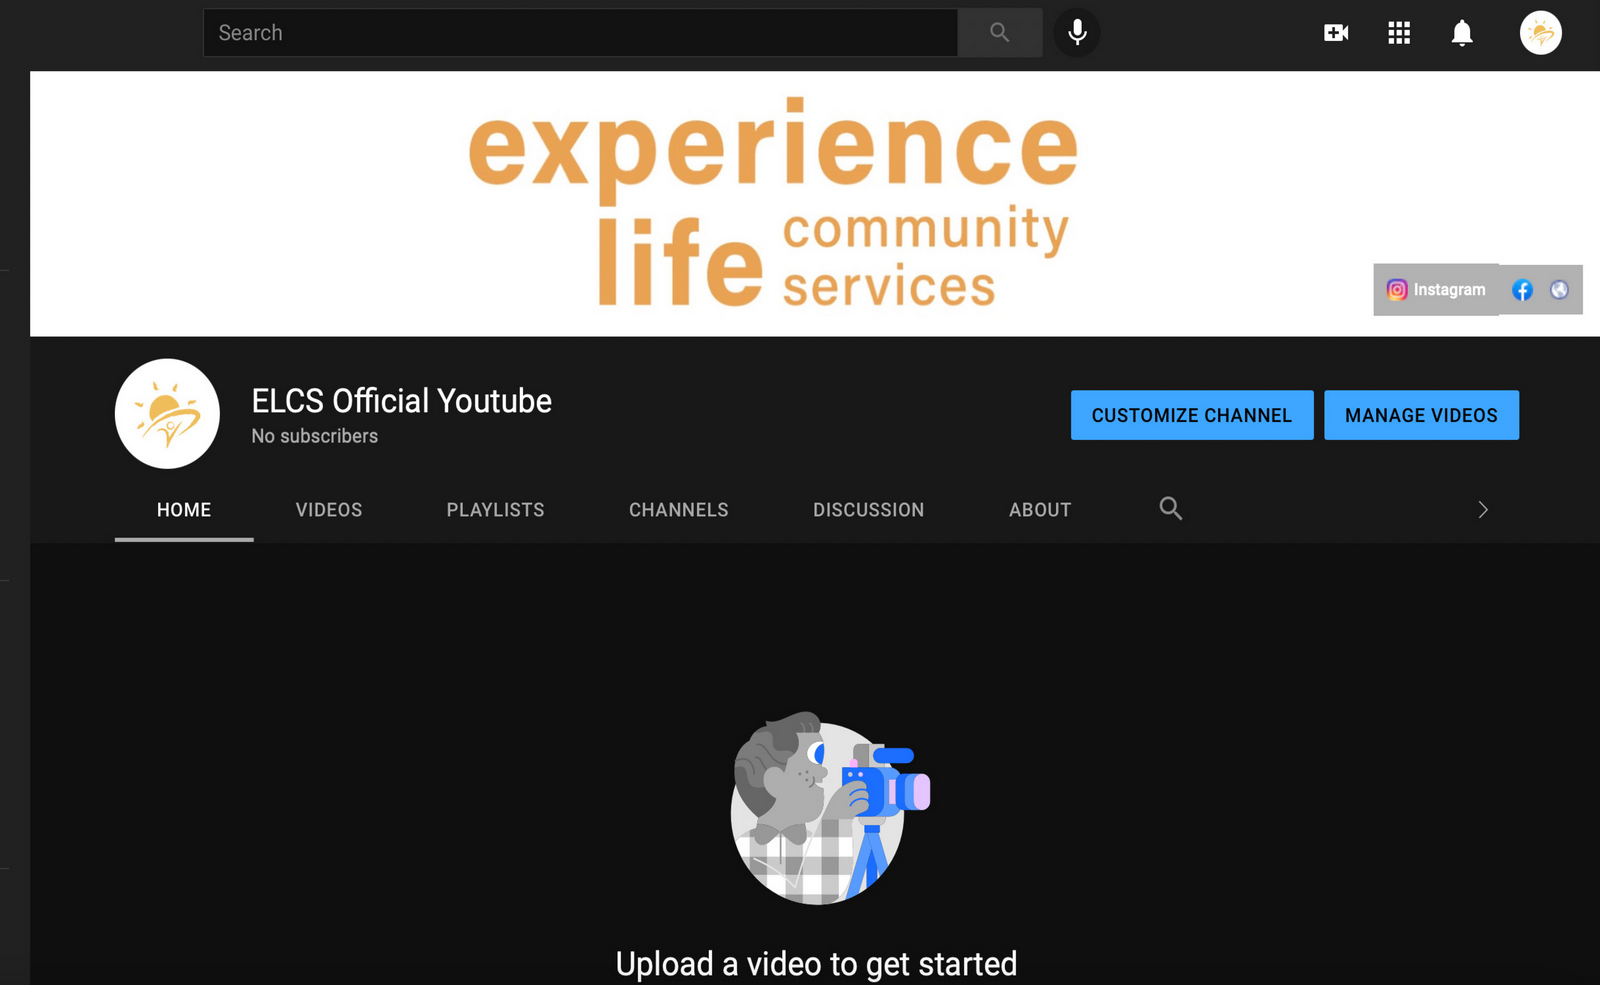 Search
experience
life community
services
Instagram
ELCS Official Youtube
No subscribers
CUSTOMIZE CHANNEL MANAGE VIDEOS
HOME VIDEOS PLAYLISTS CHANNELS DISCUSSION ABOUT
Upload a video to get started